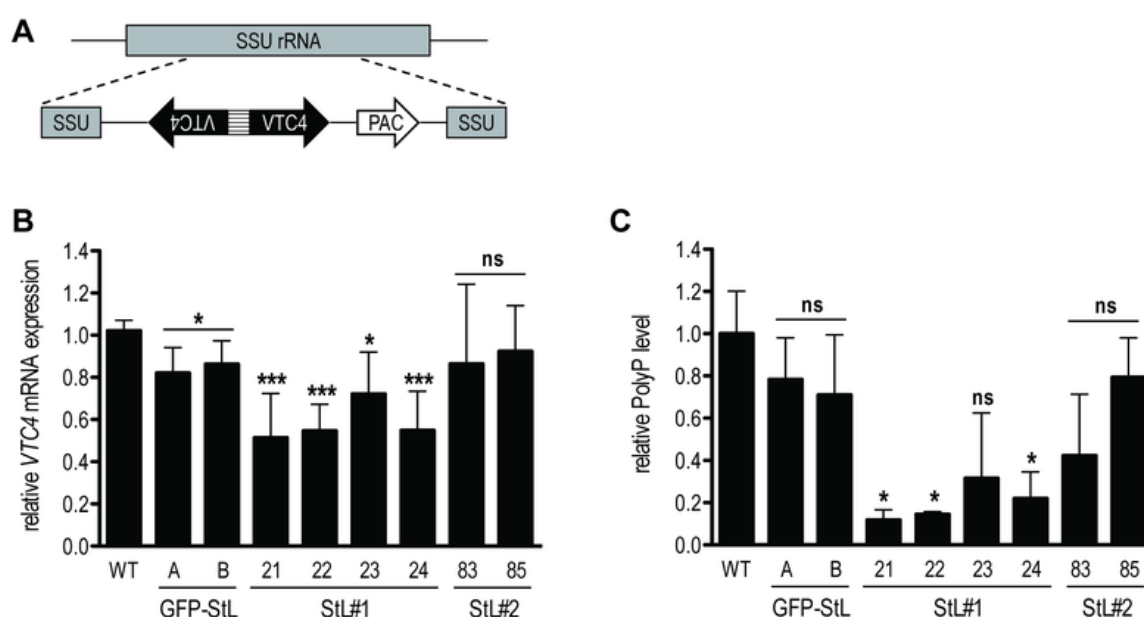 A
SSU rRNA
SSU
VTC4
VTC4
PAC
SSU
B
relative VTC4 mRNA expression
1.4
1.2
1.0
0.8
0.6
0.4
0.2
0.0
*
***
***
*
***
ns
WT
A
B
21
22
23
24
83
85
GFP-StL
StL#1
StL#2
C
relative PolyP level
1.4
1.2
1.0
0.8
0.6
0.4
0.2
0.0
ns
*
*
ns
*
ns
WT
A
B
21
22
23
24
83
85
GFP-StL
StL#1
StL#2